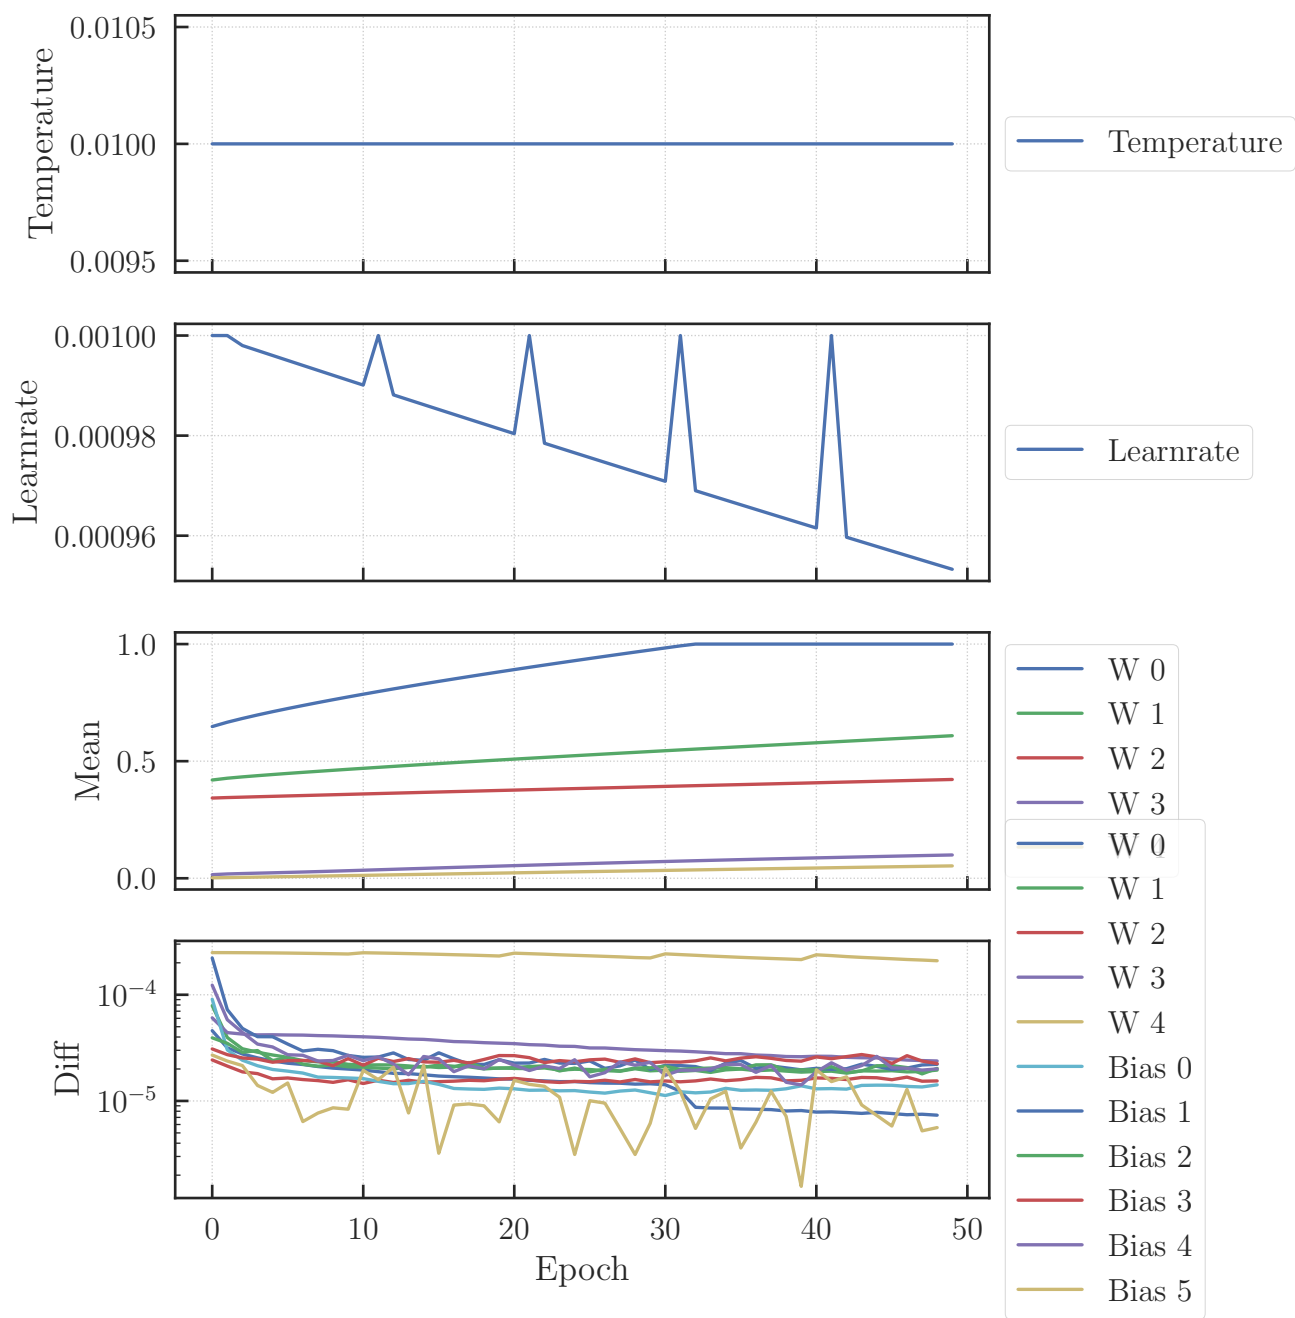 0.0105
0.0100
0.0095
Temperature
Temperature
0.00100
0.00098
0.00096
Learnrate
Learnrate
1.0
0.5
0.0
Mean
W 0
W 1
W 2
W 3
W 0
W 1
W 2
W 3
W 4
Bias 0
Bias 1
Bias 2
Bias 3
Bias 4
Bias 5
10⁻⁴
10⁻⁵
Diff
0 10 20 30 40 50
Epoch